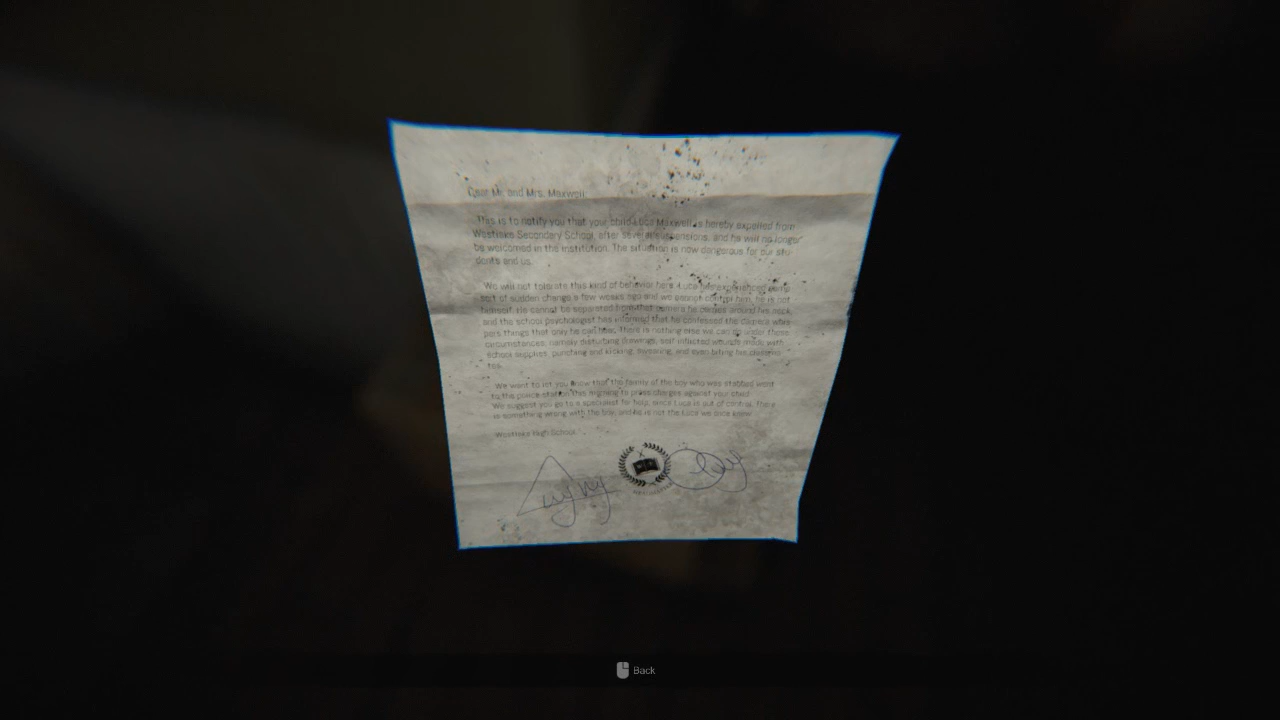 Dear Mr. and Mrs. Maxwell:
This is to notify you that your child Luca Maxwell is hereby expelled from
Westlake Secondary School, after several suspensions, and he will no longer
be welcomed in the institution. The situation is now dangerous for our stu-
dents and us.
We will not tolerate this kind of behavior here. Luca has experienced some
sort of sudden change a few weeks ago and we cannot control him, he is not
himself. He cannot be separated from that camera he carries around his neck,
and the school psychologist has informed that he confessed the camera whis-
pers things that only he can hear. There is nothing else we can do under these
circumstances: namely disturbing drawings, self-inflicted wounds made with
school supplies, punching and kicking, swearing, and even biting his classma-
tes.
We want to let you know that the family of the boy who was stabbed went
to the police station this morning to press charges against your child.
We suggest you go to a specialist for help, since Luca is out of control. There
is something wrong with the boy, and he is not the Luca we once knew.
Westlake High School.
Back